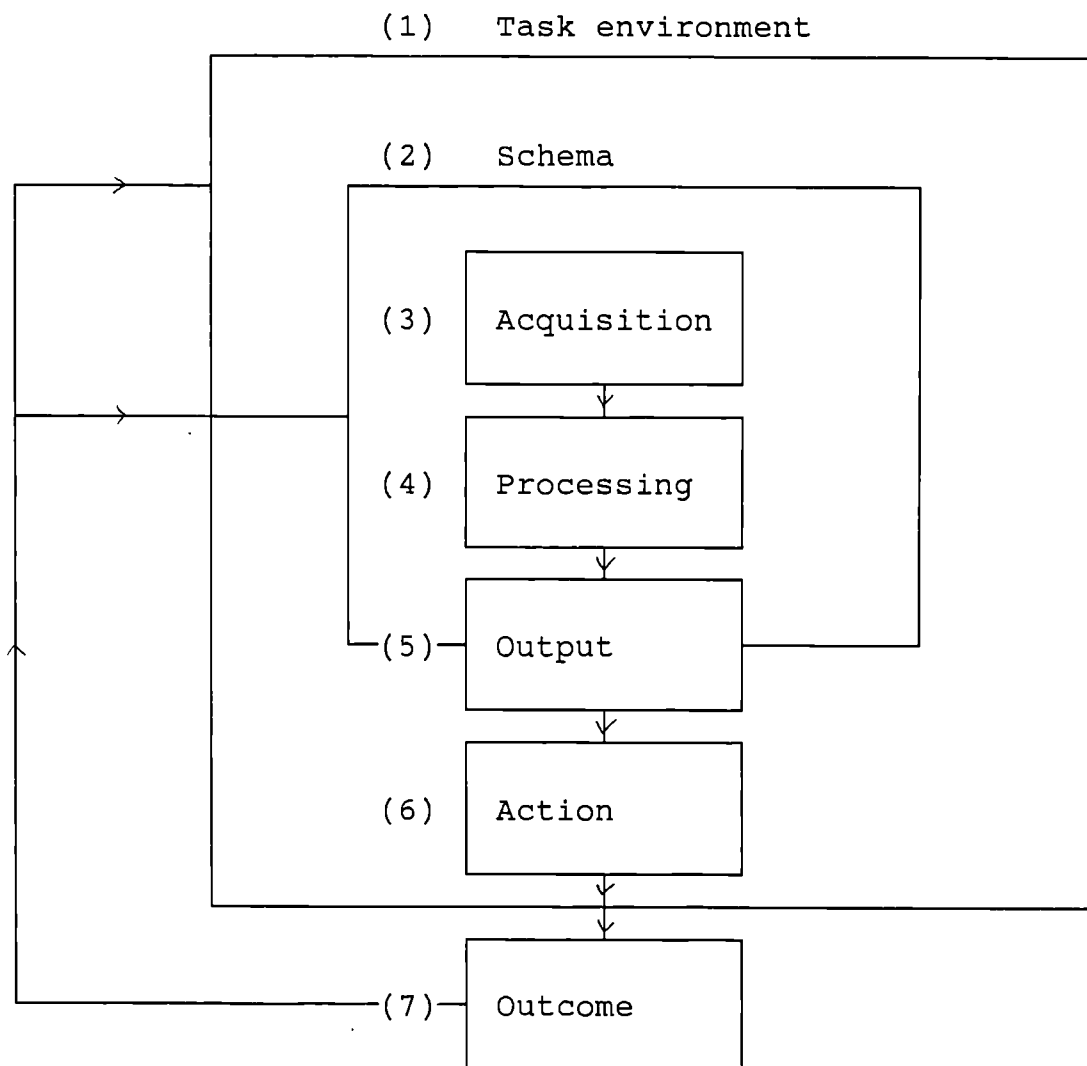 (1) Task environment
(2) Schema
(3) Acquisition
(4) Processing
(5) Output
(6) Action
(7) Outcome